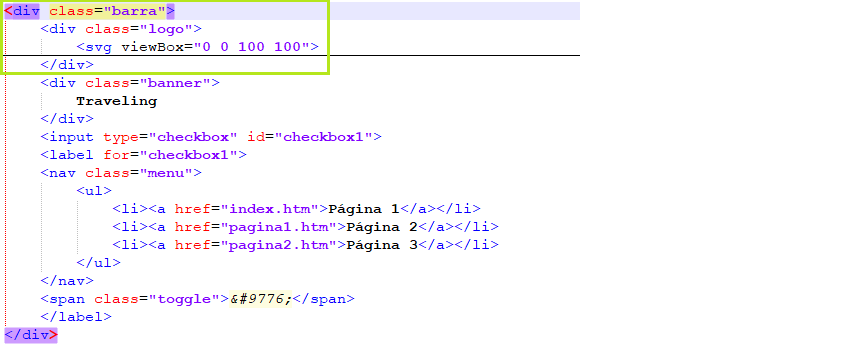 <div class="barra">
<div class="logo">
<svg viewBox="0 0 100 100">
</div>
<div class="banner">
Traveling
</div>
<input type="checkbox" id="checkbox1">
<label for="checkbox1">
<nav class="menu">
<ul>
<li><a href="index.htm">Página 1</a></li>
<li><a href="pagina1.htm">Página 2</a></li>
<li><a href="pagina2.htm">Página 3</a></li>
</ul>
</nav>
<span class="toggle">&#9776;</span>
</label>
</div>